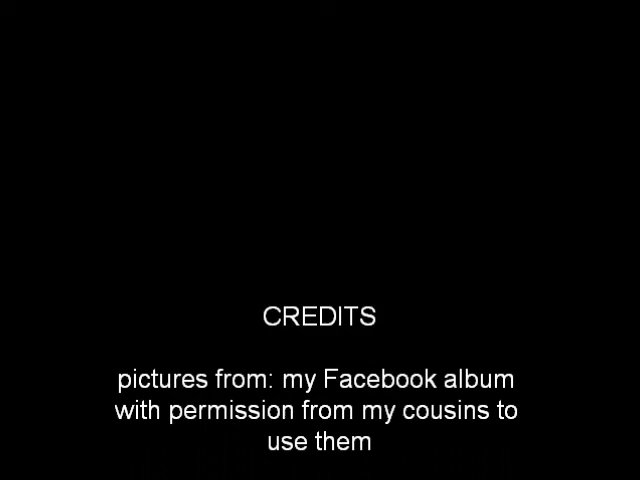 CREDITS
pictures from: my Facebook album
with permission from my cousins to
use them